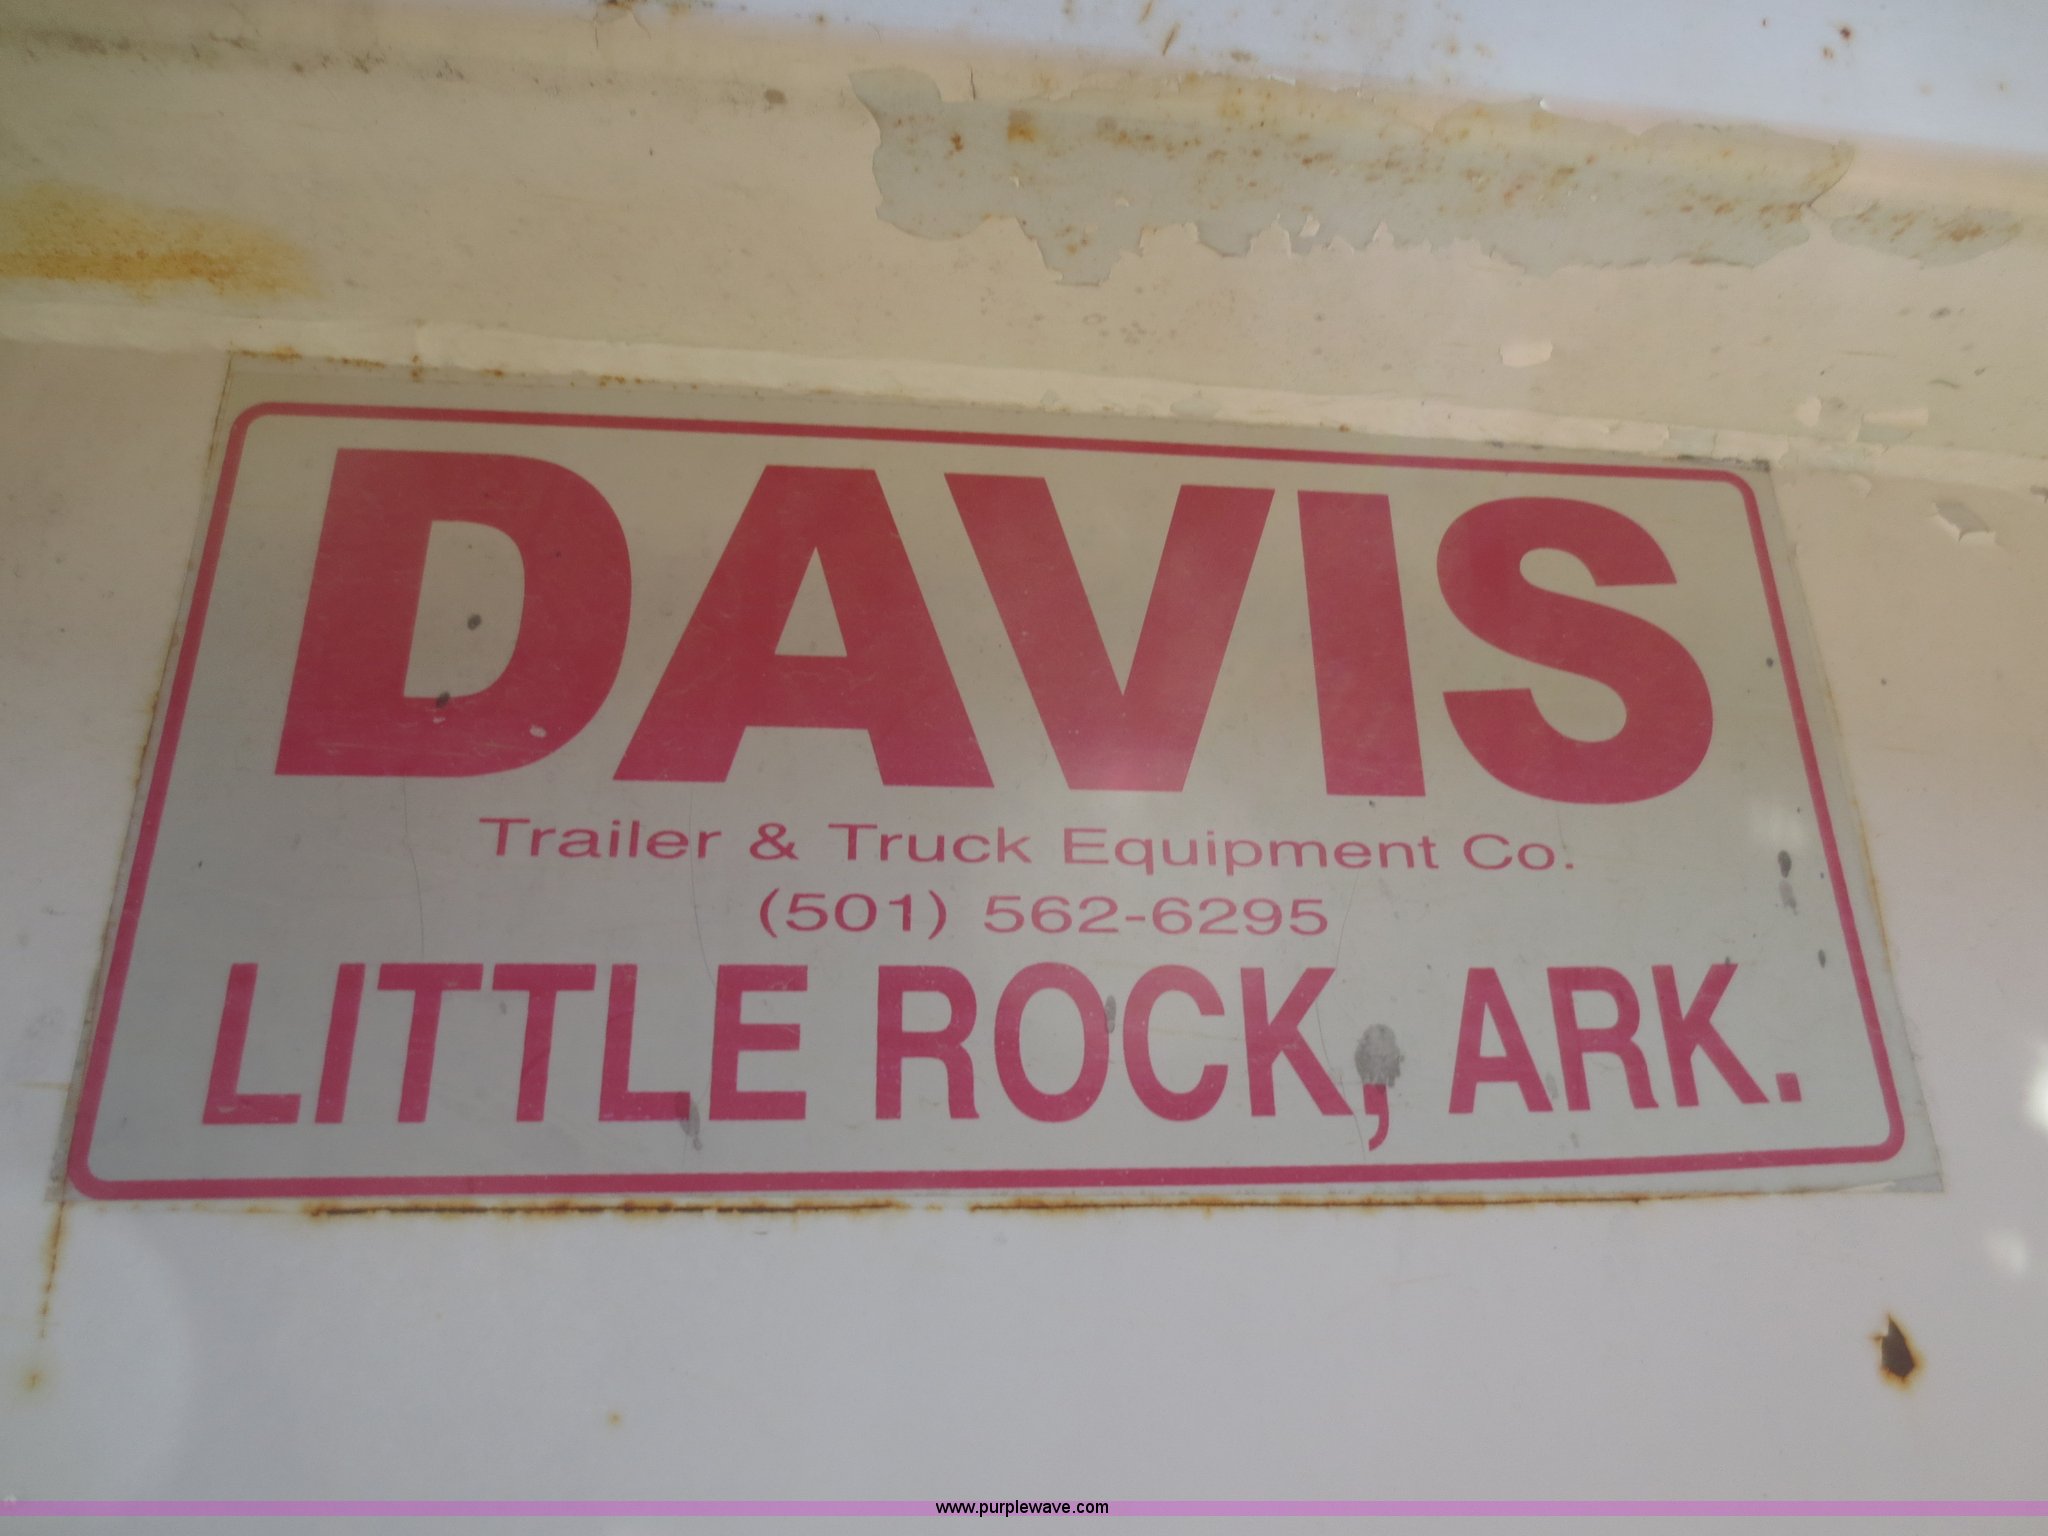 DAVIS
Trailer & Truck Equipment Co.
(501) 562-6295
LITTLE ROCK, ARK.
www.purplewave.com